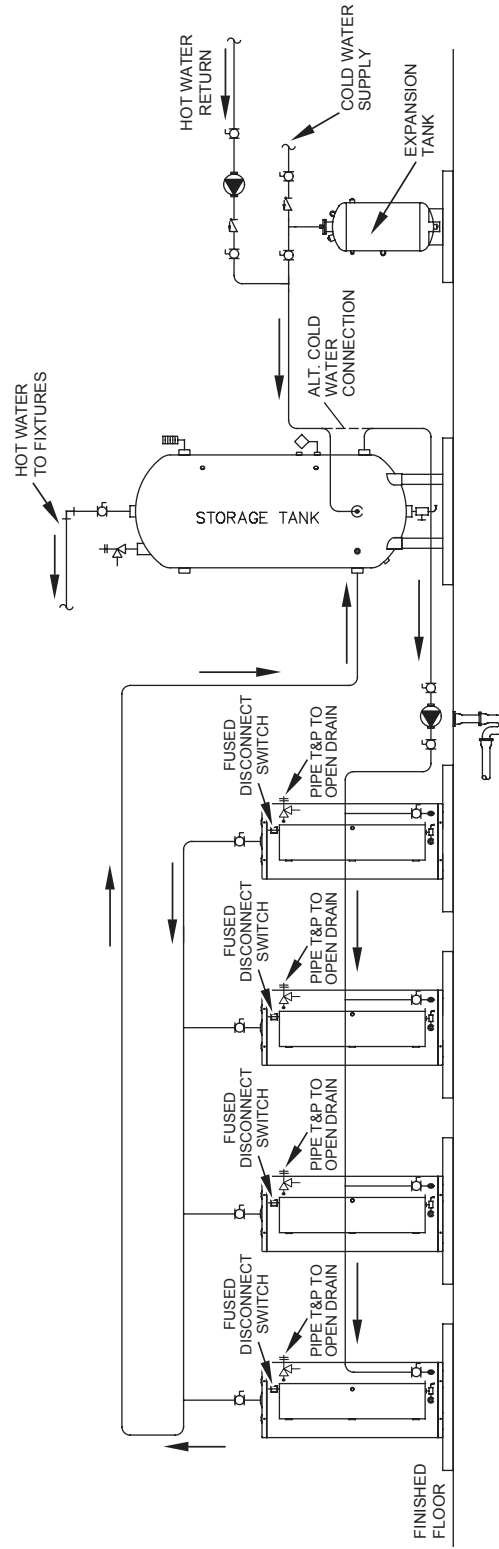 HOT WATER
RETURN
COLD WATER
SUPPLY
EXPANSION
TANK
HOT WATER
TO FIXTURES
ALT. COLD
WATER
CONNECTION
STORAGE TANK
FUSED
DISCONNECT
SWITCH
PIPE T&P TO
OPEN DRAIN
FUSED
DISCONNECT
SWITCH
PIPE T&P TO
OPEN DRAIN
FUSED
DISCONNECT
SWITCH
PIPE T&P TO
OPEN DRAIN
FUSED
DISCONNECT
SWITCH
PIPE T&P TO
OPEN DRAIN
FINISHED
FLOOR